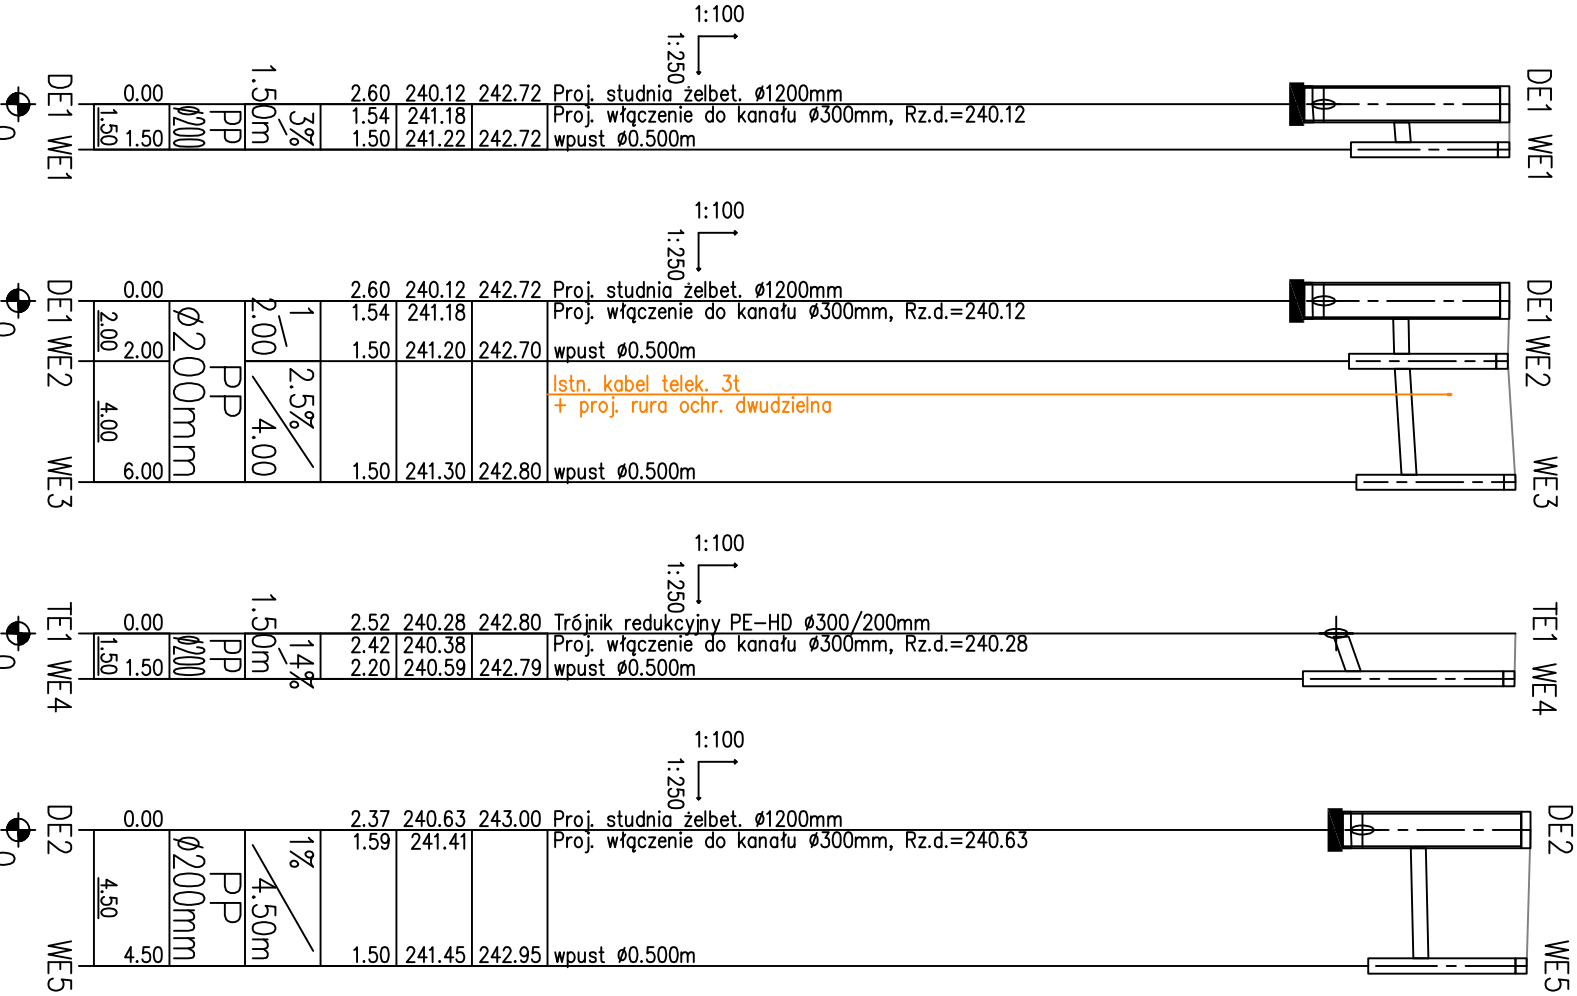 1:100
1:250
DE1 WE1
0.00
1.50m
2.60 240.12 242.72 Proj. studnia żelbet. ø1200mm
1.54 241.18 Proj. włączenie do kanału ø300mm, Rz.d.=240.12
1.50 1.50 ø200 PP 3% 1.50 241.22 242.72 wpust ø0.500m
DE1 WE1
1:100
1:250
DE1 WE2 WE3
0.00
2.60 240.12 242.72 Proj. studnia żelbet. ø1200mm
1.54 241.18 Proj. włączenie do kanału ø300mm, Rz.d.=240.12
2.00 2.00 2.00 1 1.50 241.20 242.70 wpust ø0.500m
Istn. kabel telek. 3t
+ proj. rura ochr. dwudzielna
4.00 ø200mm PP 4.00 2.5%
6.00 1.50 241.30 242.80 wpust ø0.500m
DE1 WE2 WE3
1:100
1:250
TE1 WE4
0.00
1.50m
2.52 240.28 242.80 Trójnik redukcyjny PE-HD ø300/200mm
2.42 240.38 Proj. włączenie do kanału ø300mm, Rz.d.=240.28
1.50 1.50 ø200 PP 14% 2.20 240.59 242.79 wpust ø0.500m
TE1 WE4
1:100
1:250
DE2 WE5
0.00
2.37 240.63 243.00 Proj. studnia żelbet. ø1200mm
1.59 241.41 Proj. włączenie do kanału ø300mm, Rz.d.=240.63
4.50 ø200mm PP 4.50m 1%
4.50 1.50 241.45 242.95 wpust ø0.500m
DE2 WE5